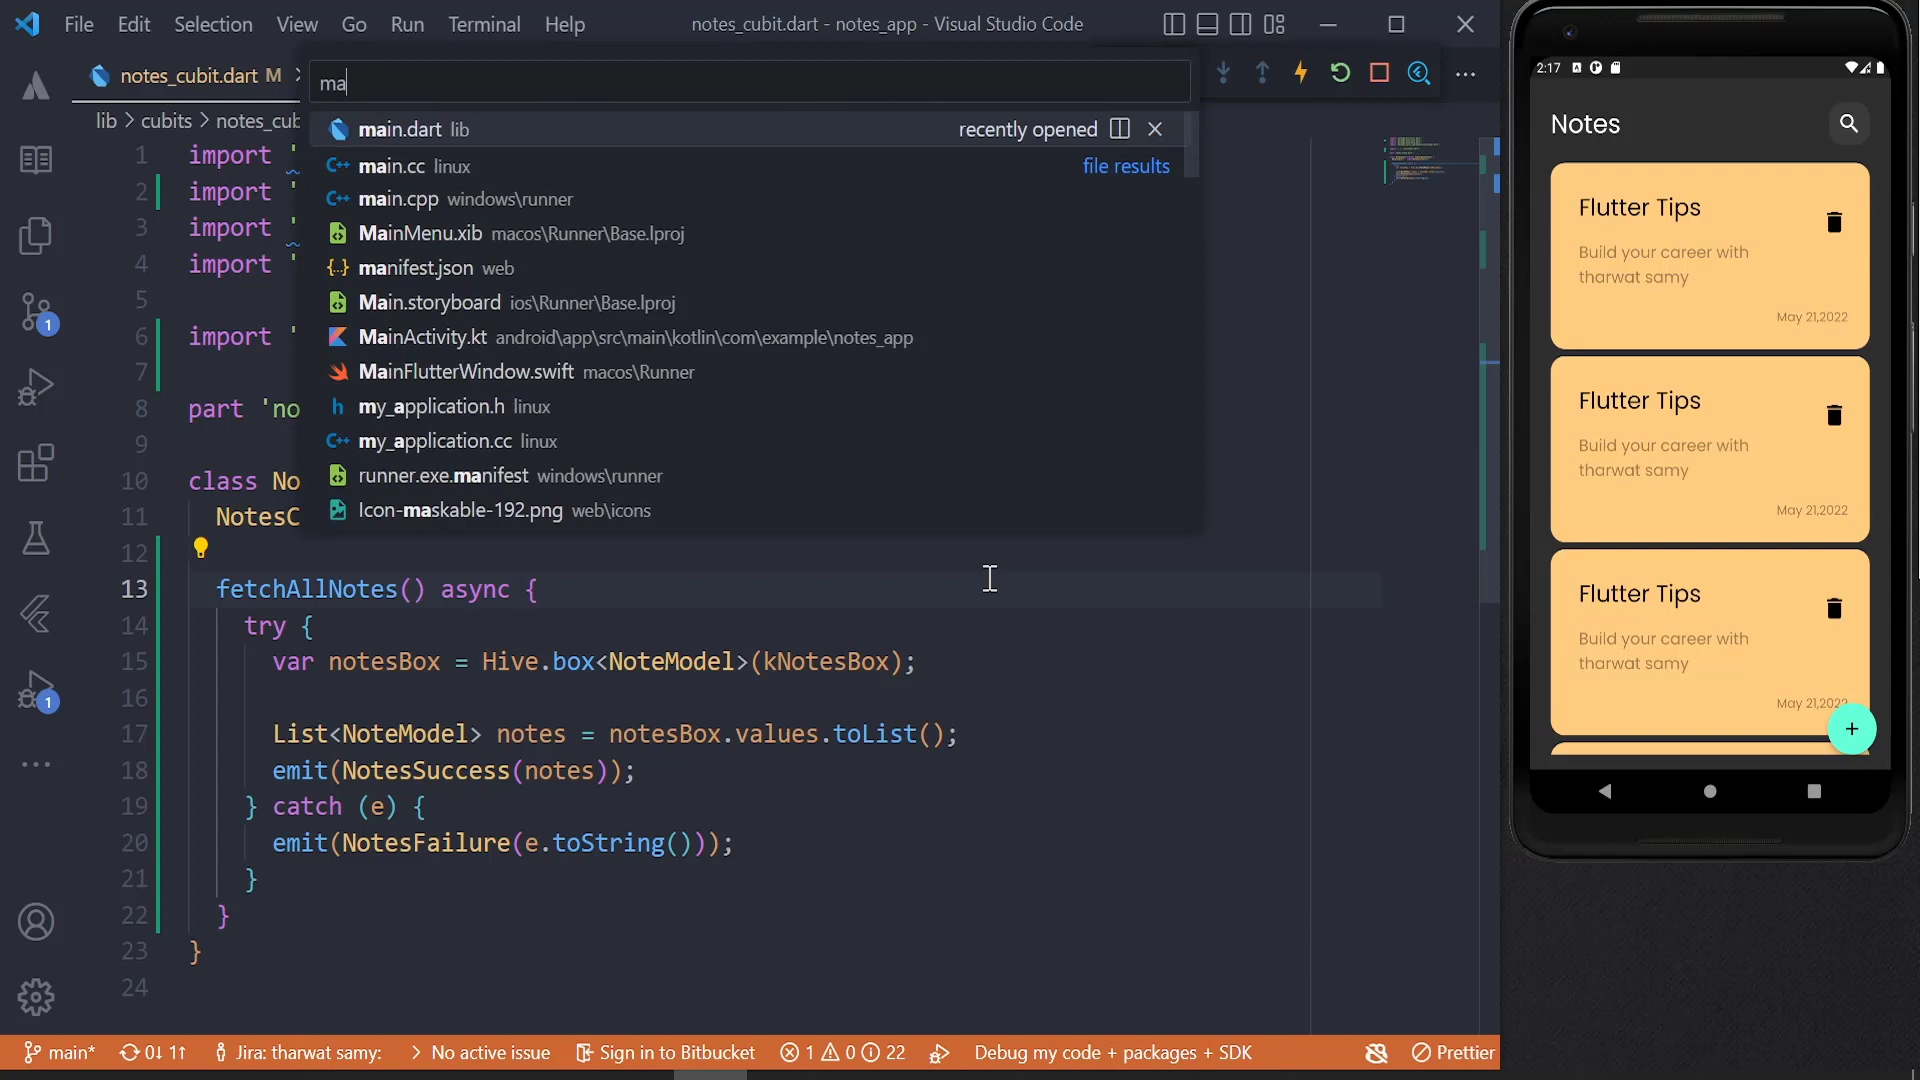 File Edit Selection View Go Run Terminal Help
notes_cubit.dart - notes_app - Visual Studio Code
notes_cubit.dart M
ma
lib > cubits > notes_cub
main.dart lib recently opened
main.cc linux file results
main.cpp windows\runner
MainMenu.xib macos\Runner\Base.lproj
manifest.json web
Main.storyboard ios\Runner\Base.lproj
MainActivity.kt android\app\src\main\kotlin\com\example\notes_app
MainFlutterWindow.swift macos\Runner
my_application.h linux
my_application.cc linux
runner.exe.manifest windows\runner
Icon-maskable-192.png web\icons
1 import '
2 import '
3 import '
4 import '
5
6 import '
7
8 part 'no
9
10 class No
11 NotesC
12
13 fetchAllNotes() async {
14 try {
15 var notesBox = Hive.box<NoteModel>(kNotesBox);
16
17 List<NoteModel> notes = notesBox.values.toList();
18 emit(NotesSuccess(notes));
19 } catch (e) {
20 emit(NotesFailure(e.toString()));
21 }
22 }
23 }
24
1
1
main* 0↓ 1↑ Jira: tharwat samy: > No active issue Sign in to Bitbucket 1 0 22 Debug my code + packages + SDK Prettier
2:17
Notes
Flutter Tips
Build your career with
tharwat samy
May 21,2022
Flutter Tips
Build your career with
tharwat samy
May 21,2022
Flutter Tips
Build your career with
tharwat samy
May 21,2022
+